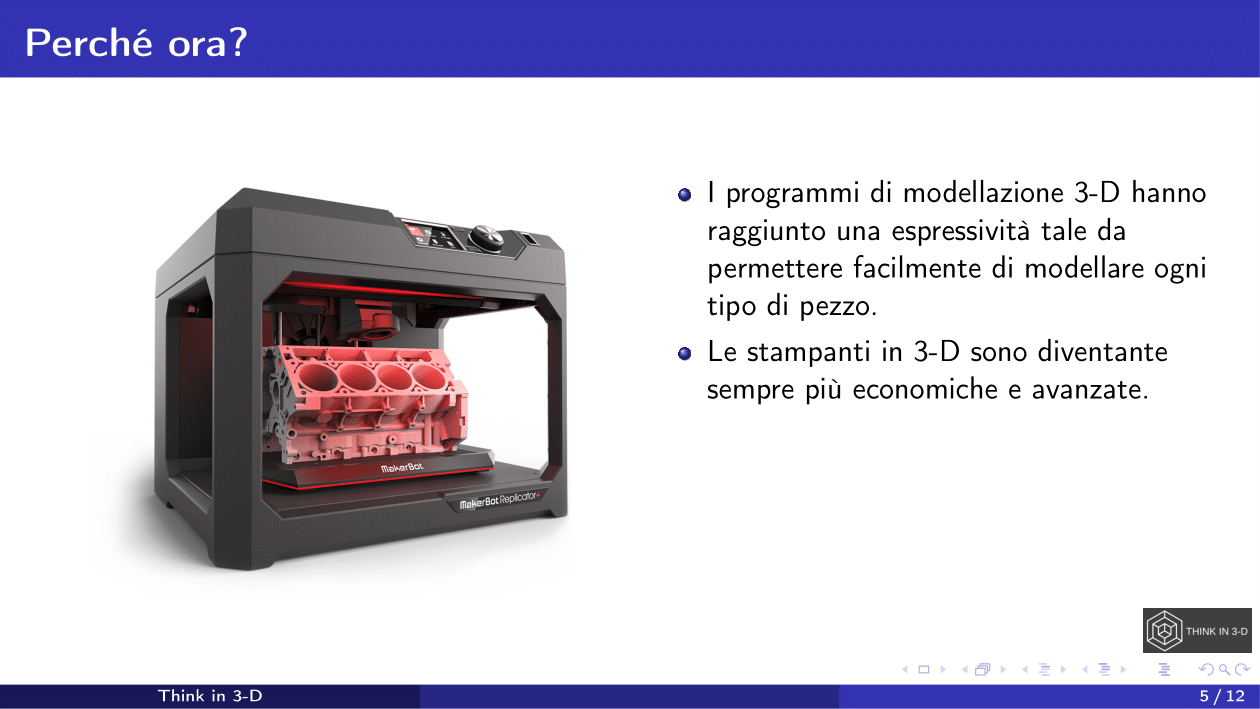 Perché ora?
I programmi di modellazione 3-D hanno
raggiunto una espressività tale da
permettere facilmente di modellare ogni
tipo di pezzo.
Le stampanti in 3-D sono diventante
sempre più economiche e avanzate.
MakerBot
MakerBot Replicator+
THINK IN 3-D
Think in 3-D
5 / 12